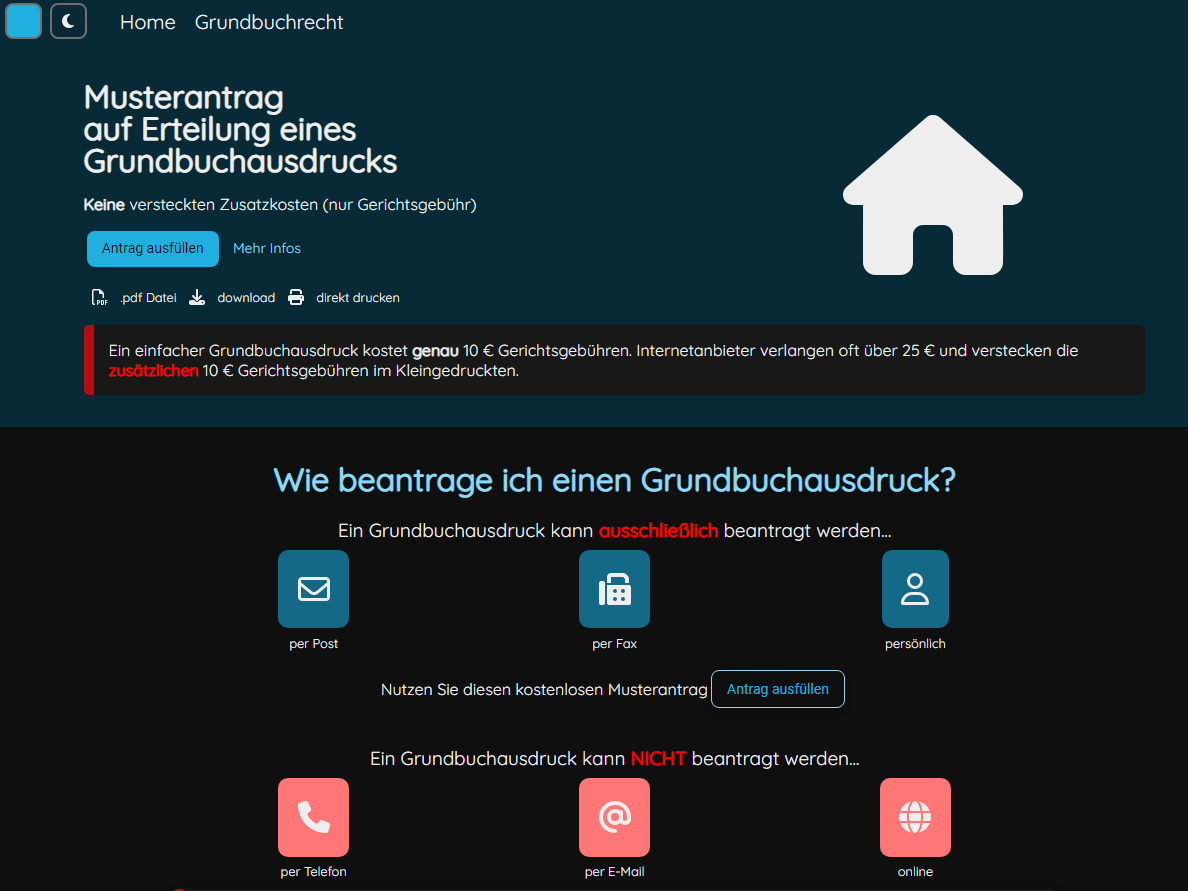 Home Grundbuchrecht
Musterantrag
auf Erteilung eines
Grundbuchausdrucks
Keine versteckten Zusatzkosten (nur Gerichtsgebühr)
Antrag ausfüllen Mehr Infos
PDF .pdf Datei download direkt drucken
Ein einfacher Grundbuchausdruck kostet genau 10 € Gerichtsgebühren. Internetanbieter verlangen oft über 25 € und verstecken die
zusätzlichen 10 € Gerichtsgebühren im Kleingedruckten.
Wie beantrage ich einen Grundbuchausdruck?
Ein Grundbuchausdruck kann ausschließlich beantragt werden...
per Post per Fax persönlich
Nutzen Sie diesen kostenlosen Musterantrag Antrag ausfüllen
Ein Grundbuchausdruck kann NICHT beantragt werden...
per Telefon per E-Mail online